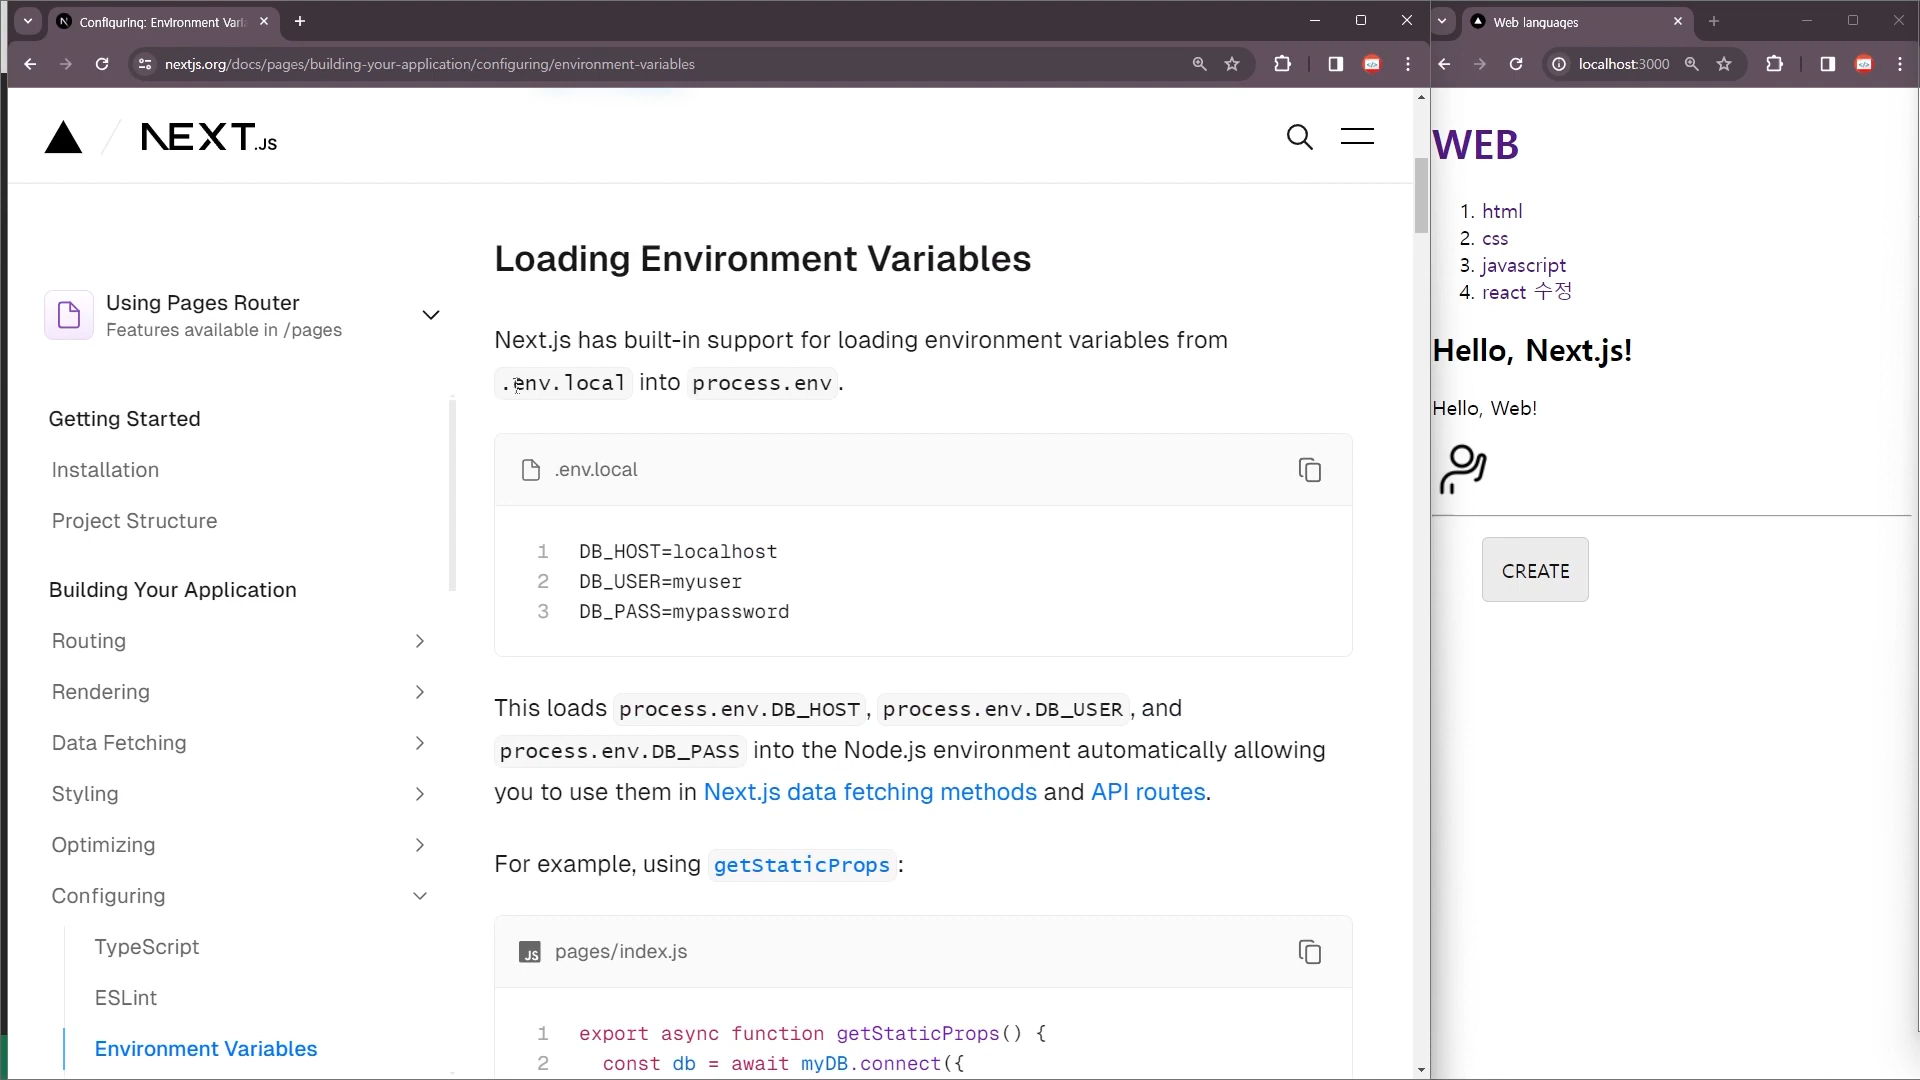 Configuring: Environment Varia
nextjs.org/docs/pages/building-your-application/configuring/environment-variables
NEXT.JS
Using Pages Router
Features available in /pages
Getting Started
Installation
Project Structure
Building Your Application
Routing
Rendering
Data Fetching
Styling
Optimizing
Configuring
TypeScript
ESLint
Environment Variables
Loading Environment Variables
Next.js has built-in support for loading environment variables from
.env.local into process.env.
.env.local
1 DB_HOST=localhost
2 DB_USER=myuser
3 DB_PASS=mypassword
This loads process.env.DB_HOST, process.env.DB_USER, and
process.env.DB_PASS into the Node.js environment automatically allowing
you to use them in Next.js data fetching methods and API routes.
For example, using getStaticProps:
JS pages/index.js
1 export async function getStaticProps() {
2 const db = await myDB.connect({
Web languages
localhost:3000
WEB
1. html
2. css
3. javascript
4. react 수정
Hello, Next.js!
Hello, Web!
CREATE